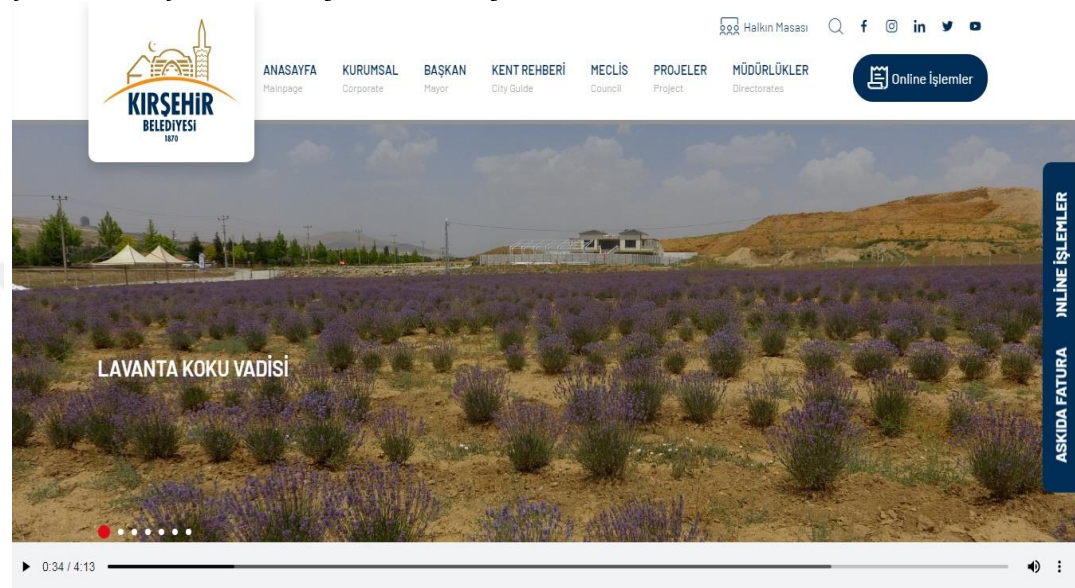 Halkın Masası
ANASAYFA KURUMSAL BAŞKAN KENT REHBERİ MECLİS PROJELER MÜDÜRLÜKLER
Mainpage Corporate Mayor City Guide Council Project Directorates
Online İşlemler
KIRŞEHİR
BELEDİYESİ
1870
LAVANTA KOKU VADİSİ
NLİNE İŞLEMLER
ASKIDA FATURA
0:34 / 4:13